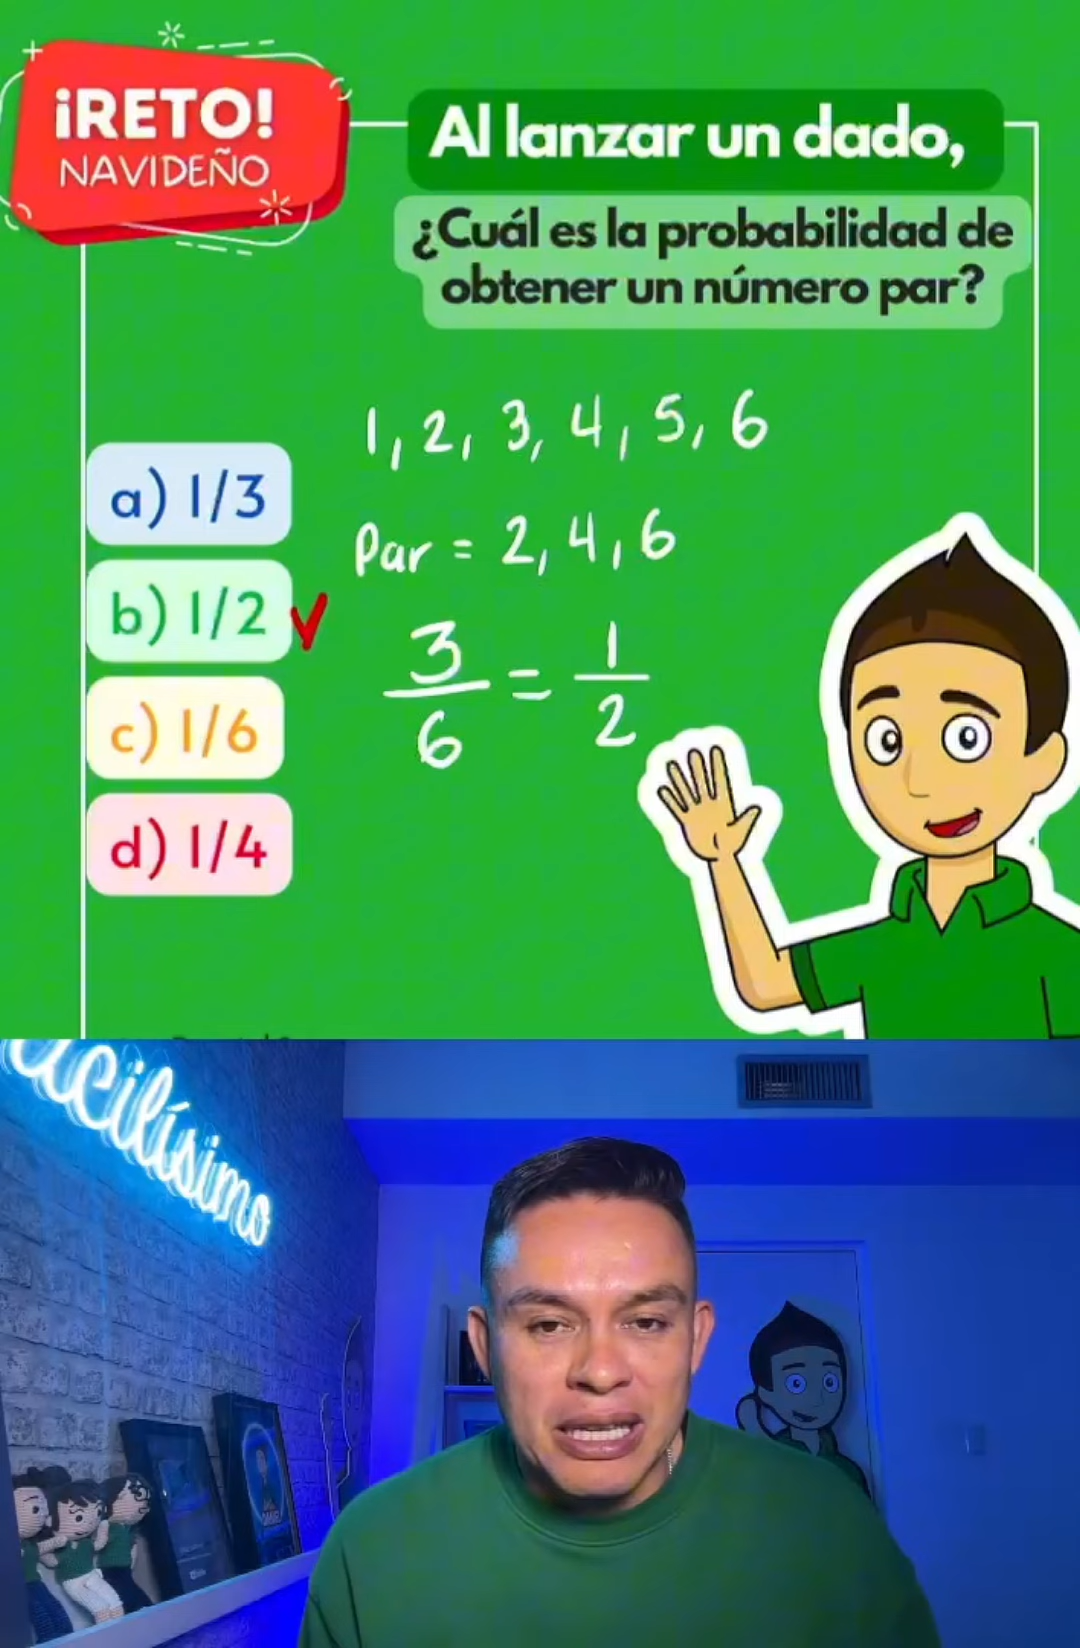 ¡RETO!
NAVIDEÑO
Al lanzar un dado,
¿Cuál es la probabilidad de
obtener un número par?
1, 2, 3, 4, 5, 6
a) 1/3
Par = 2, 4, 6
b) 1/2 ✓
3/6 = 1/2
c) 1/6
d) 1/4